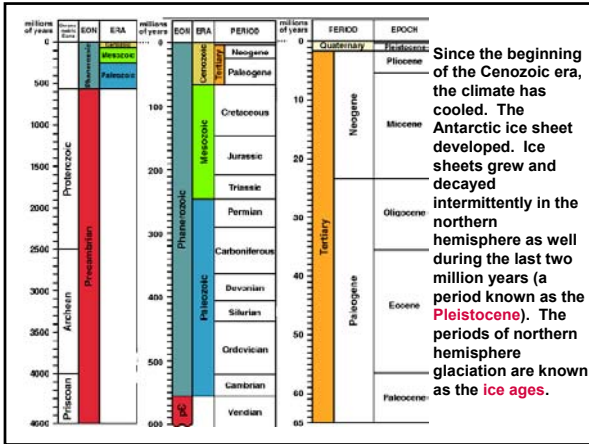 millions of years
EON
ERA
0
500
1000
1500
2000
2500
3000
3500
4000
4500
Proterozoic
Archean
Priscoan
Phanerozoic
Precambrian
Mesozoic
Paleozoic
millions of years
EON
ERA
PERIOD
0
100
200
300
400
500
600
Phanerozoic
pC
Cenozoic
Mesozoic
Paleozoic
Tertiary
Neogene
Paleogene
Cretaceous
Jurassic
Triassic
Permian
Carboniferous
Devonian
Silurian
Ordovician
Cambrian
Vendian
millions of years
PERIOD
EPOCH
0
10
20
30
40
50
60
65
Quaternary
Pleistocene
Tertiary
Neogene
Paleogene
Pliocene
Miocene
Oligocene
Eocene
Paleocene
Since the beginning
of the Cenozoic era,
the climate has
cooled. The
Antarctic ice sheet
developed. Ice
sheets grew and
decayed
intermittently in the
northern
hemisphere as well
during the last two
million years (a
period known as the
Pleistocene). The
periods of northern
hemisphere
glaciation are known
as the ice ages.